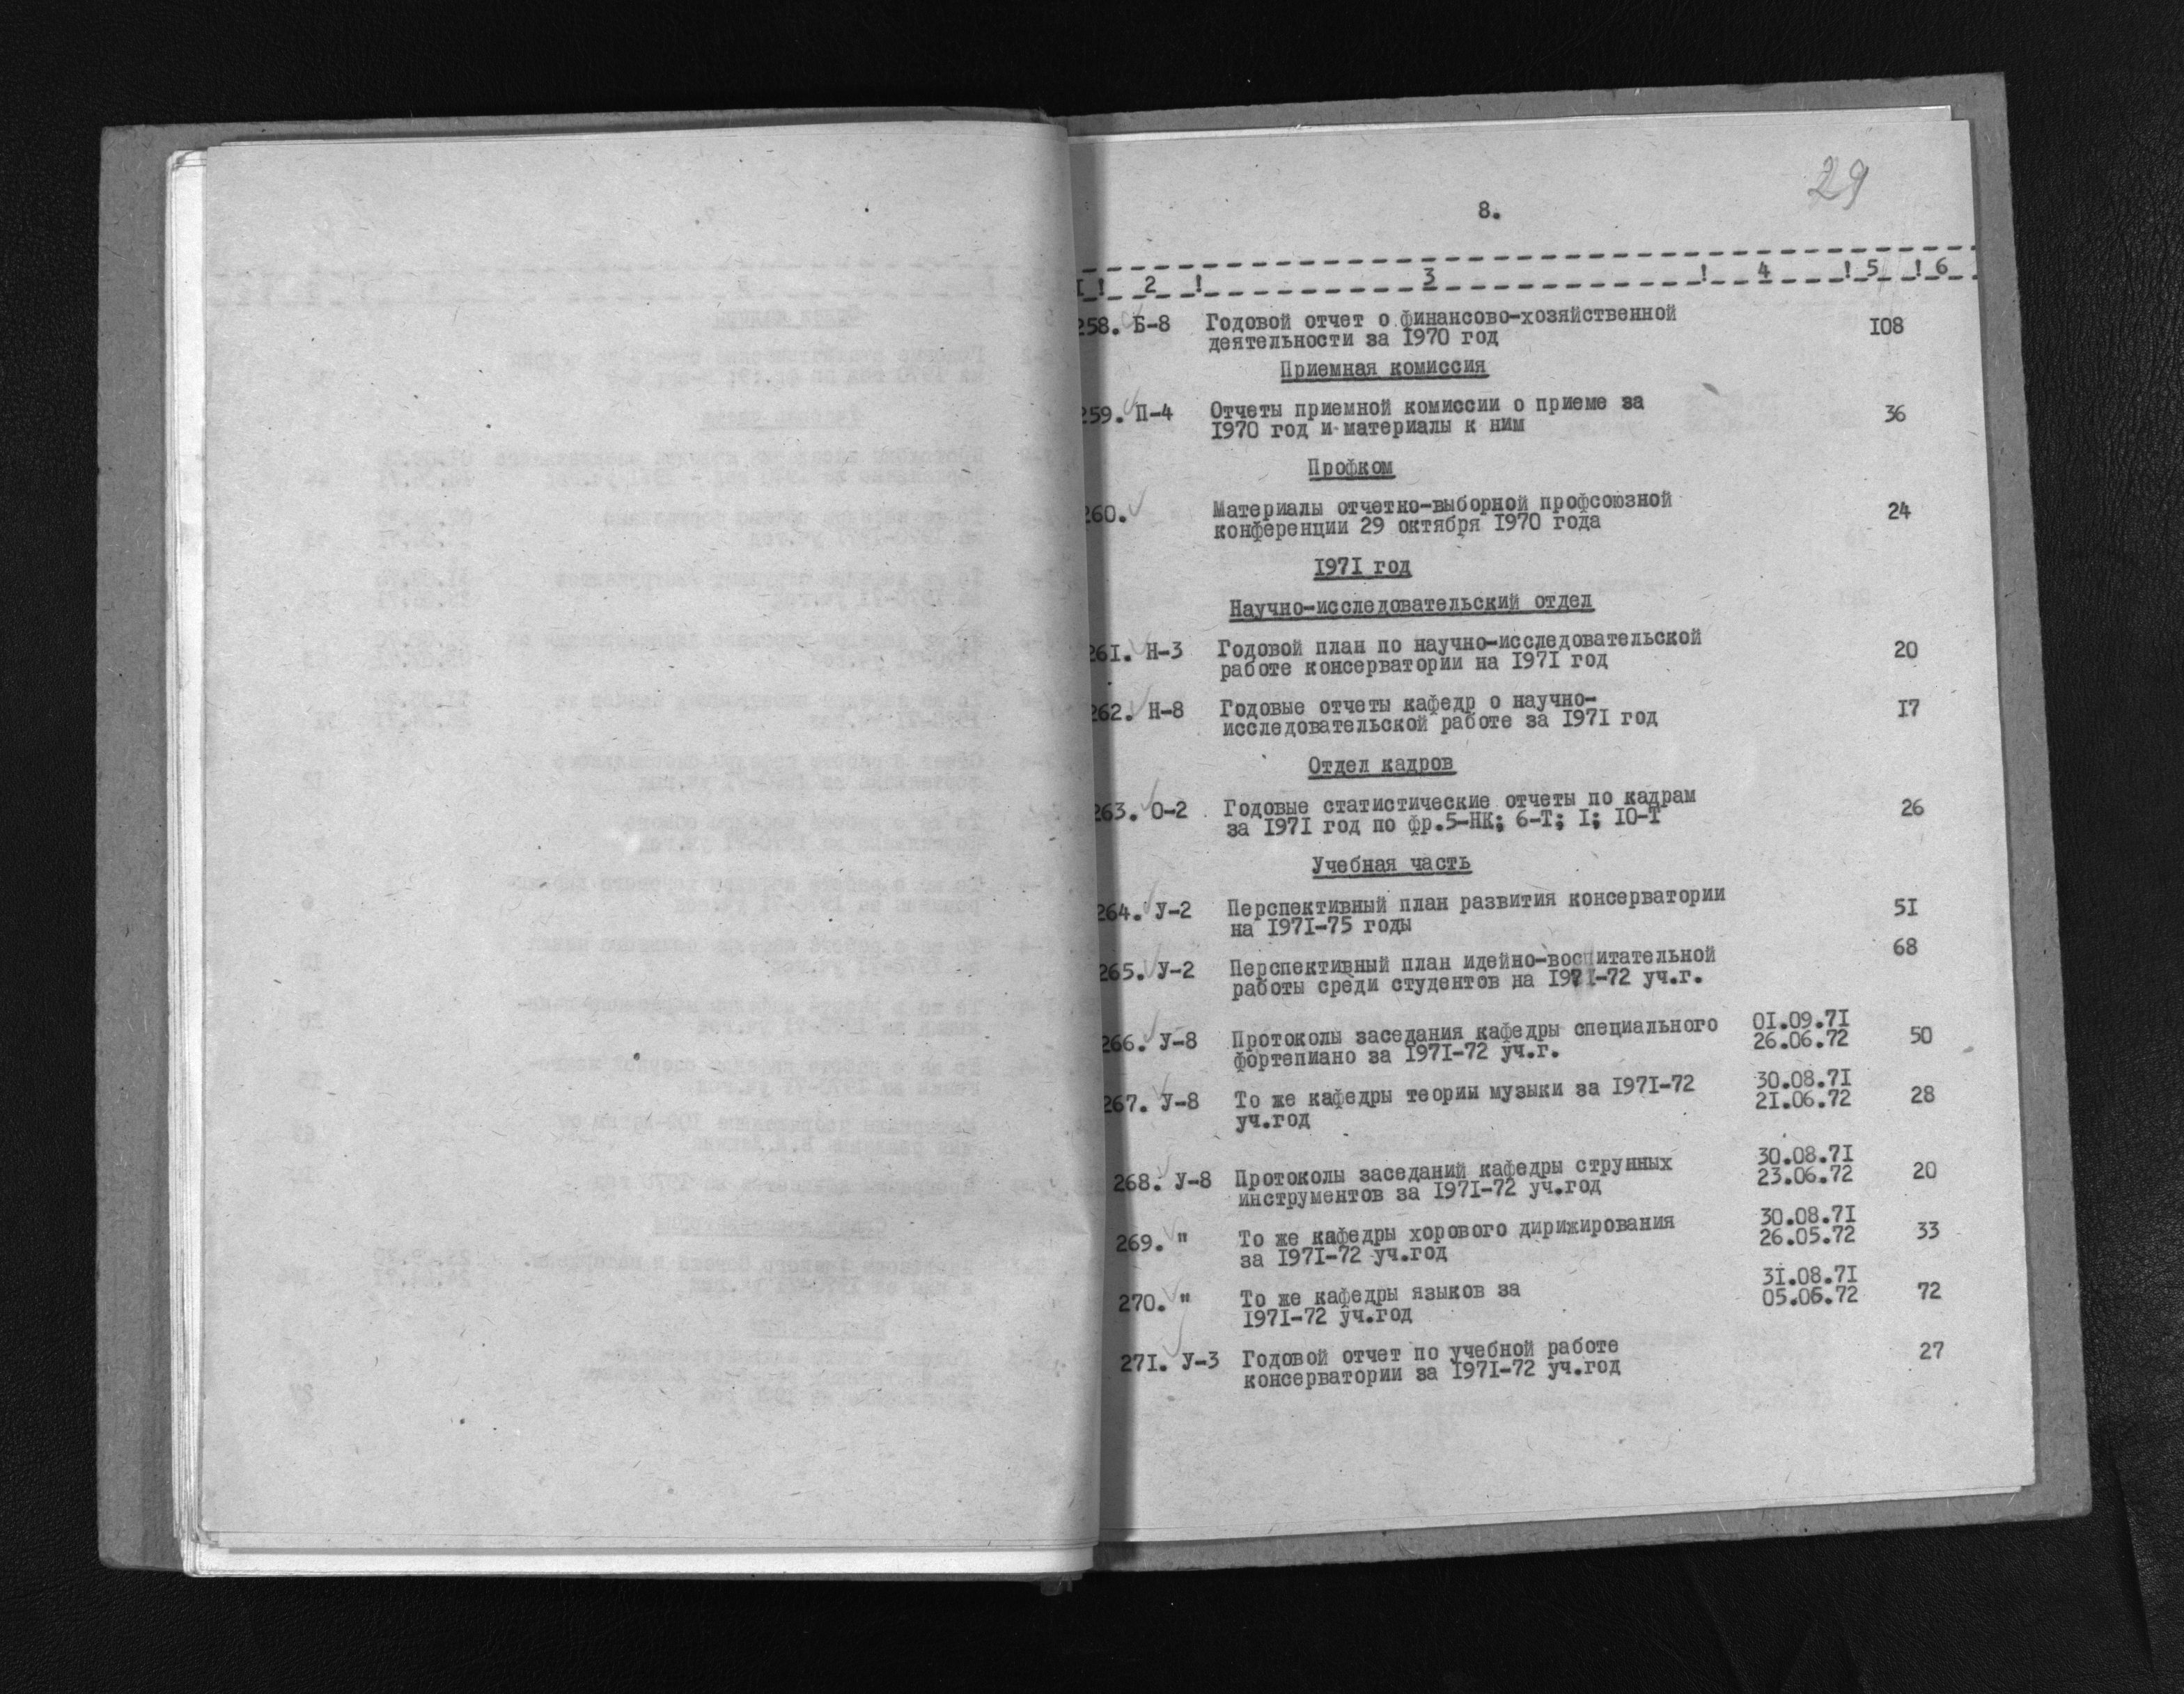 29
8.
I ! 2 ! 3 ! 4 ! 5 ! 6
258. Б-8 Годовой отчет о финансово-хозяйственной 108
деятельности за 1970 год
Приемная комиссия
259. П-4 Отчеты приемной комиссии о приеме за 36
1970 год и материалы к ним
Профком
260. Материалы отчетно-выборной профсоюзной 24
конференции 29 октября 1970 года
1971 год
Научно-исследовательский отдел
261. Н-3 Годовой план по научно-исследовательской 20
работе консерватории на 1971 год
262. Н-8 Годовые отчеты кафедр о научно- 17
исследовательской работе за 1971 год
Отдел кадров
263. О-2 Годовые статистические отчеты по кадрам 26
за 1971 год по фр.5-НК; 6-Т; 1; 10-Т
Учебная часть
264. У-2 Перспективный план развития консерватории 51
на 1971-75 годы
265. У-2 Перспективный план идейно-воспитательной 68
работы среди студентов на 1971-72 уч.г.
266. У-8 Протоколы заседания кафедры специального 01.09.71
фортепиано за 1971-72 уч.г. 26.06.72 50
267. У-8 То же кафедры теории музыки за 1971-72 30.08.71
уч.год 21.06.72 28
268. У-8 Протоколы заседаний кафедры струнных 30.08.71
инструментов за 1971-72 уч.год 23.06.72 20
269. " То же кафедры хорового дирижирования 30.08.71
за 1971-72 уч.год 26.05.72 33
270. " То же кафедры языков за 31.08.71
1971-72 уч.год 05.06.72 72
271. У-3 Годовой отчет по учебной работе 27
консерватории за 1971-72 уч.год